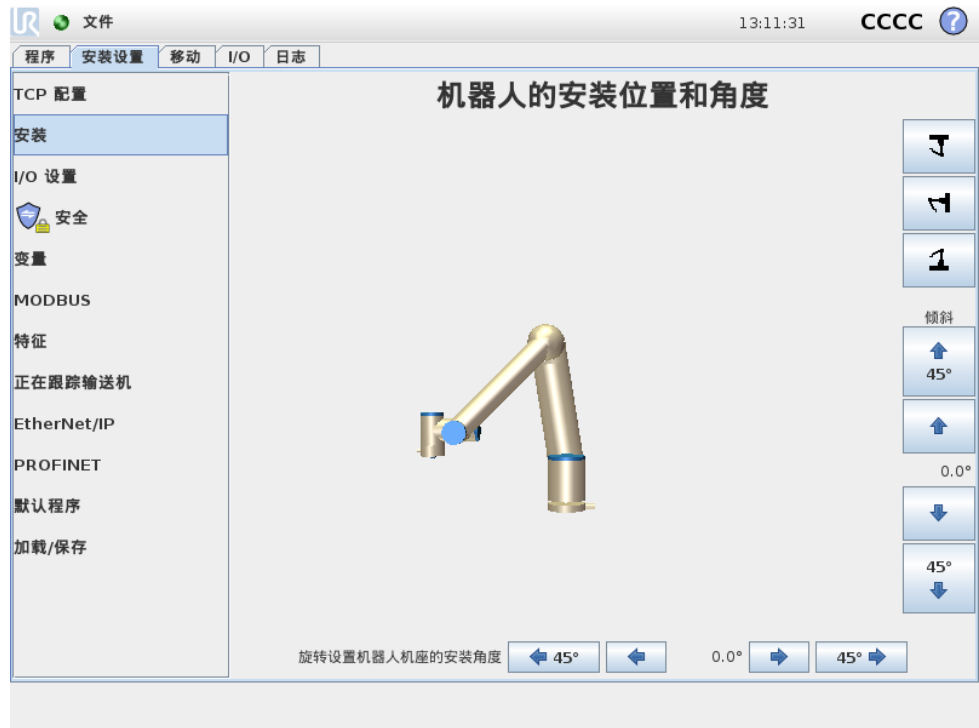 UR 文件 13:11:31 CCCC ?
程序 安装设置 移动 I/O 日志
TCP 配置
安装
I/O 设置
安全
变量
MODBUS
特征
正在跟踪输送机
EtherNet/IP
PROFINET
默认程序
加载/保存
机器人的安装位置和角度
倾斜
45°
0.0°
45°
旋转设置机器人机座的安装角度 45° 0.0° 45°